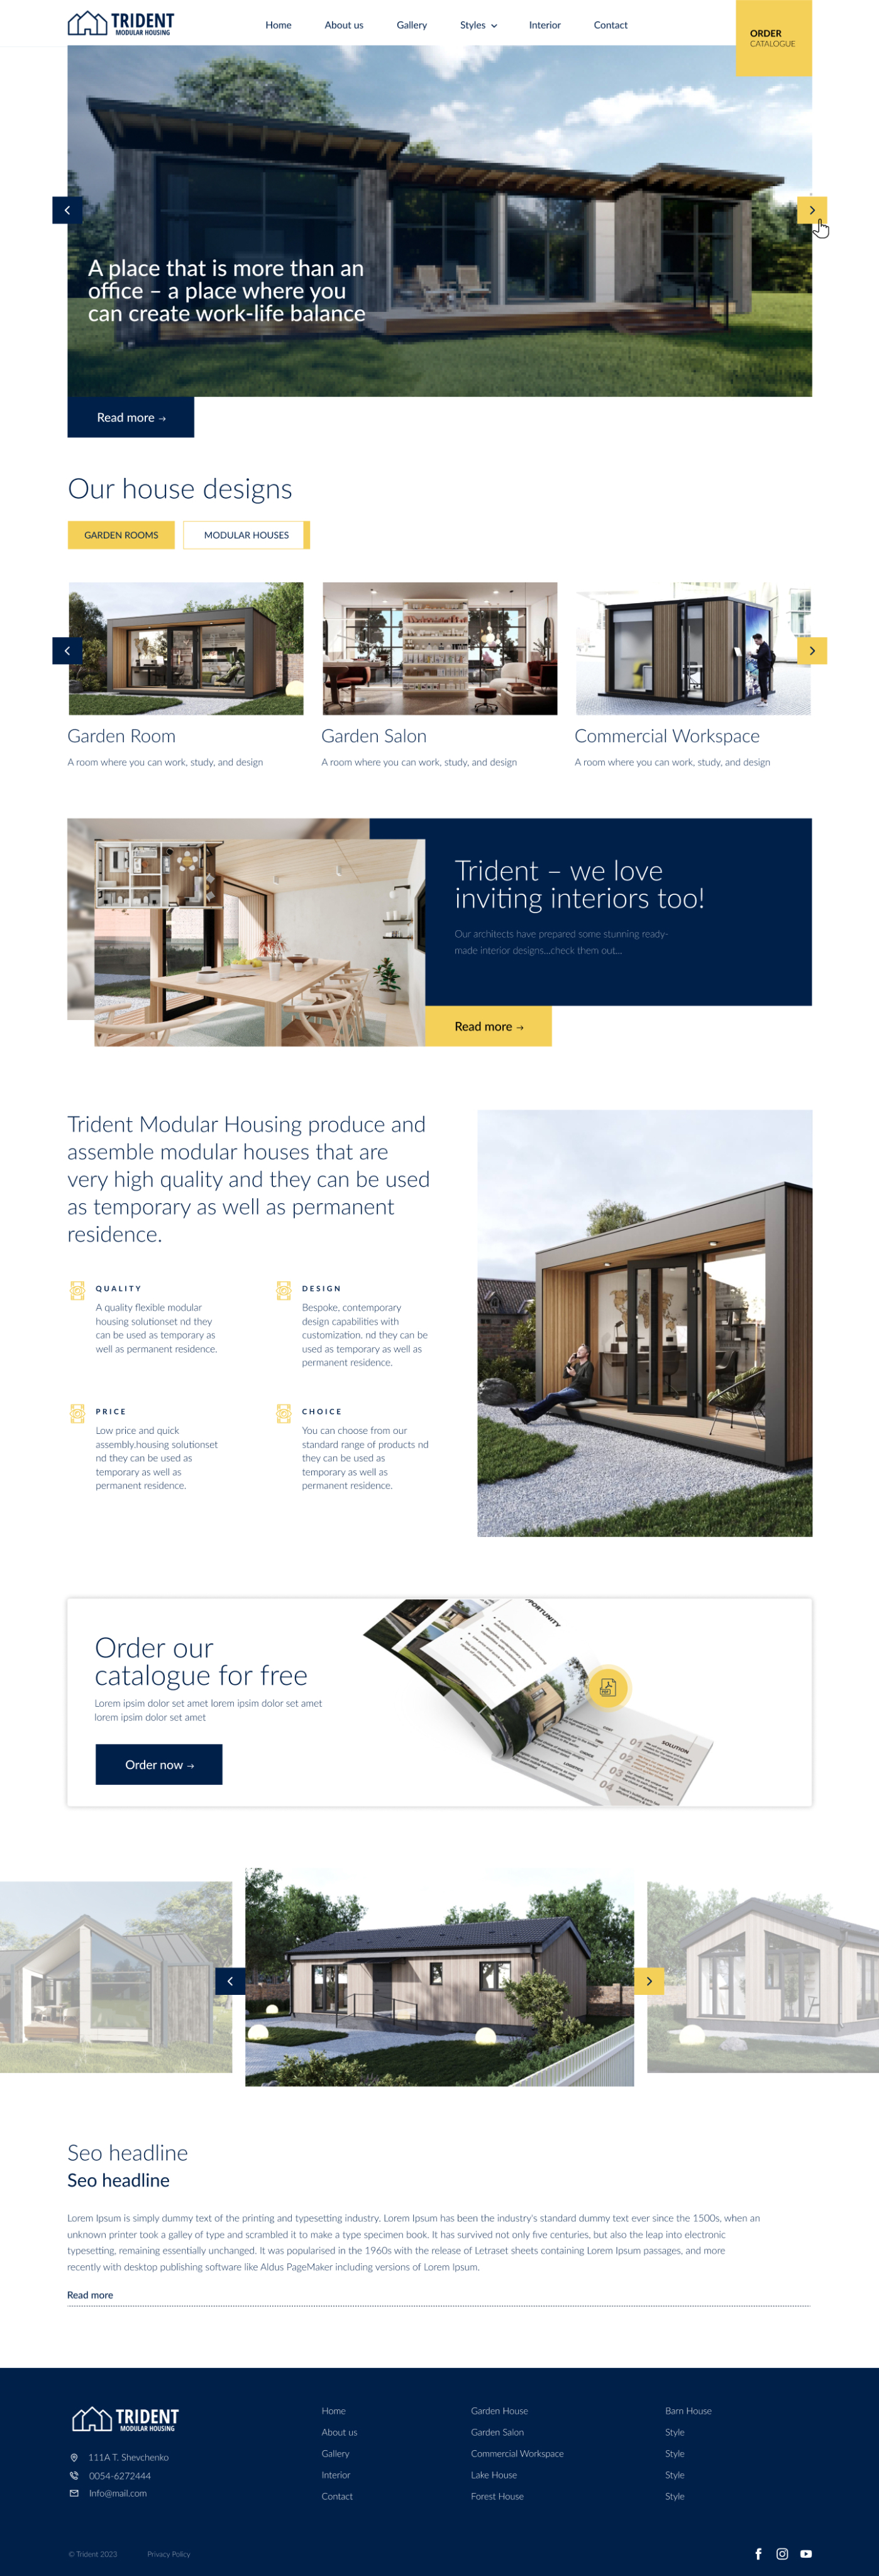 TRIDENT
MODULAR HOUSING
Home
About us
Gallery
Styles
Interior
Contact
ORDER
CATALOGUE
A place that is more than an
office – a place where you
can create work-life balance
Read more →
Our house designs
GARDEN ROOMS
MODULAR HOUSES
Garden Room
A room where you can work, study, and design
Garden Salon
A room where you can work, study, and design
Commercial Workspace
A room where you can work, study, and design
Trident – we love
inviting interiors too!
Our architects have prepared some stunning ready-
made interior designs...check them out...
Read more →
Trident Modular Housing produce and
assemble modular houses that are
very high quality and they can be used
as temporary as well as permanent
residence.
QUALITY
A quality flexible modular
housing solutionset nd they
can be used as temporary as
well as permanent residence.
DESIGN
Bespoke, contemporary
design capabilities with
customization. nd they can be
used as temporary as well as
permanent residence.
PRICE
Low price and quick
assembly.housing solutionset
nd they can be used as
temporary as well as
permanent residence.
CHOICE
You can choose from our
standard range of products nd
they can be used as
temporary as well as
permanent residence.
Order our
catalogue for free
Lorem ipsim dolor set amet lorem ipsim dolor set amet
lorem ipsim dolor set amet
Order now →
SOLUTION
01
02
03
04
Seo headline
Seo headline
Lorem Ipsum is simply dummy text of the printing and typesetting industry. Lorem Ipsum has been the industry's standard dummy text ever since the 1500s, when an
unknown printer took a galley of type and scrambled it to make a type specimen book. It has survived not only five centuries, but also the leap into electronic
typesetting, remaining essentially unchanged. It was popularised in the 1960s with the release of Letraset sheets containing Lorem Ipsum passages, and more
recently with desktop publishing software like Aldus PageMaker including versions of Lorem Ipsum.
Read more
TRIDENT
MODULAR HOUSING
111A T. Shevchenko
0054-6272444
Info@mail.com
Home
About us
Gallery
Interior
Contact
Garden House
Garden Salon
Commercial Workspace
Lake House
Forest House
Barn House
Style
Style
Style
Style
© Trident 2023
Privacy Policy